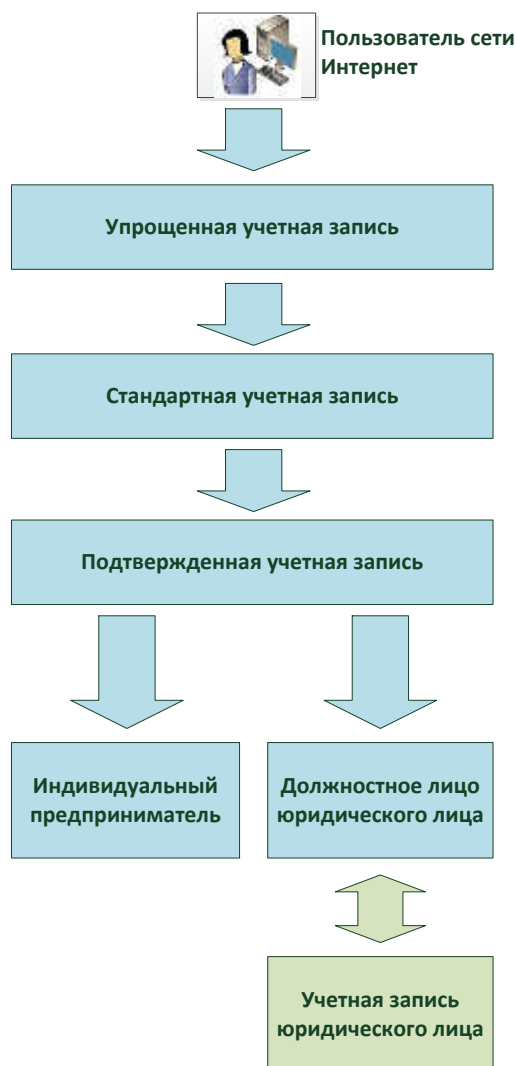 Пользователь сети
Интернет
Упрощенная учетная запись
Стандартная учетная запись
Подтвержденная учетная запись
Индивидуальный
предприниматель
Должностное лицо
юридического лица
Учетная запись
юридического лица